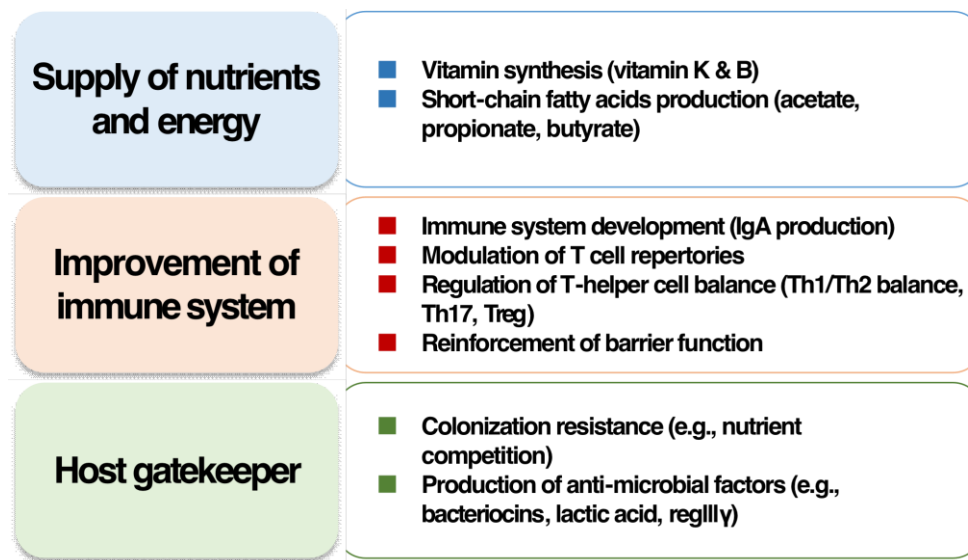 Supply of nutrients
and energy
■ Vitamin synthesis (vitamin K & B)
■ Short-chain fatty acids production (acetate,
propionate, butyrate)
Improvement of
immune system
■ Immune system development (IgA production)
■ Modulation of T cell repertories
■ Regulation of T-helper cell balance (Th1/Th2 balance,
Th17, Treg)
■ Reinforcement of barrier function
Host gatekeeper
■ Colonization resistance (e.g., nutrient
competition)
■ Production of anti-microbial factors (e.g.,
bacteriocins, lactic acid, regIIIγ)